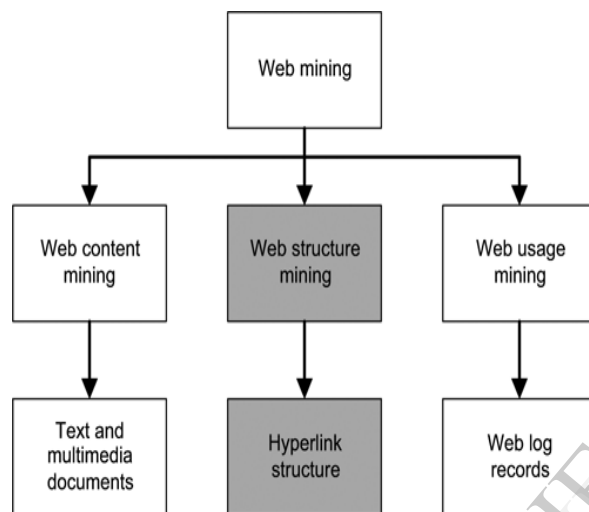 Web mining
Web content
mining
Web structure
mining
Web usage
mining
Text and
multimedia
documents
Hyperlink
structure
Web log
records